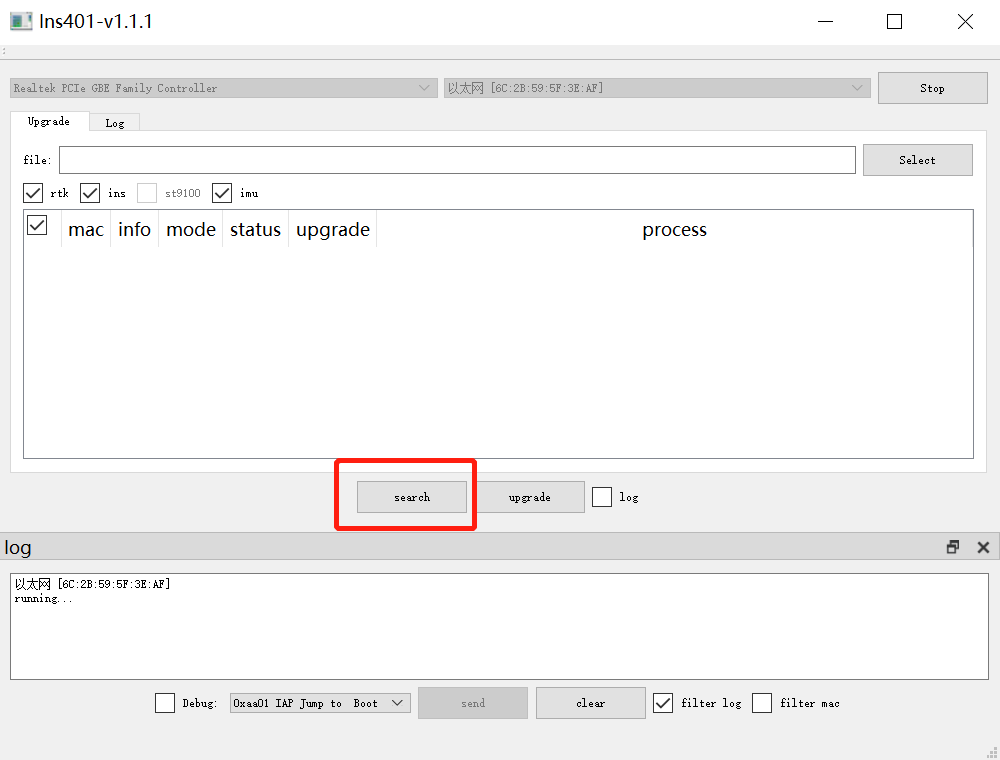 Ins401-v1.1.1
Realtek PCIe GBE Family Controller
以太网 [6C:2B:59:5F:3E:AF]
Stop
Upgrade
Log
file:
Select
rtk
ins
st9100
imu
mac
info
mode
status
upgrade
process
search
upgrade
log
log
以太网 [6C:2B:59:5F:3E:AF]
running...
Debug:
0xaa01 IAP Jump to Boot
send
clear
filter log
filter mac